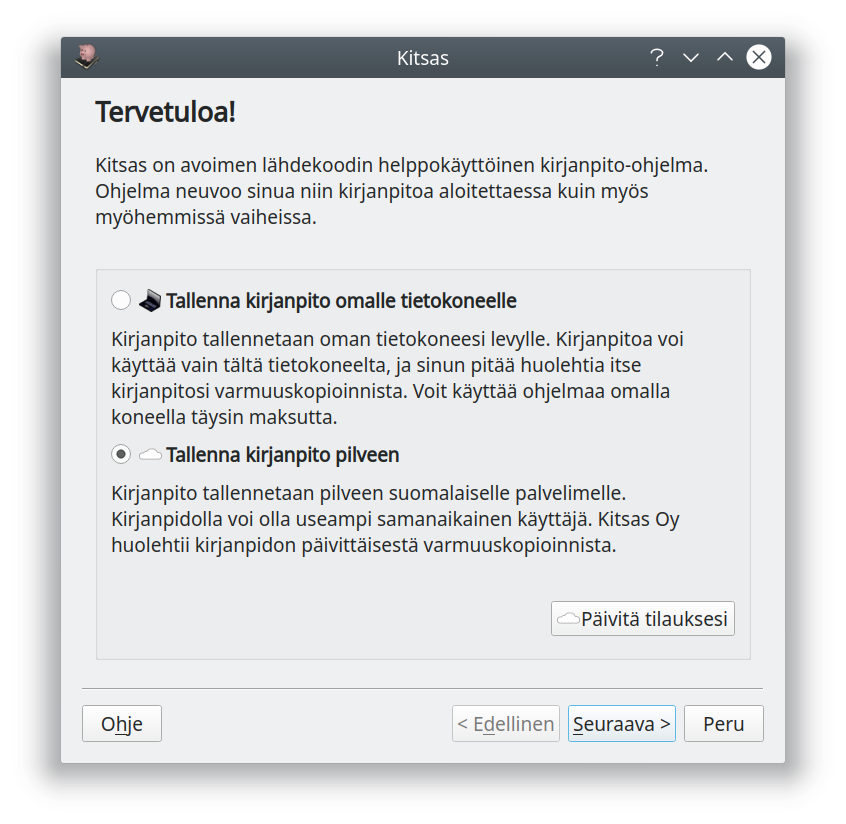 Kitsas
Tervetuloa!
Kitsas on avoimen lähdekoodin helppokäyttöinen kirjanpito-ohjelma.
Ohjelma neuvoo sinua niin kirjanpitoa aloitettaessa kuin myös
myöhemmissä vaiheissa.
Tallenna kirjanpito omalle tietokoneelle
Kirjanpito tallennetaan oman tietokoneesi levylle. Kirjanpitoa voi
käyttää vain tältä tietokoneelta, ja sinun pitää huolehtia itse
kirjanpitosi varmuuskopioinnista. Voit käyttää ohjelmaa omalla
koneella täysin maksutta.
Tallenna kirjanpito pilveen
Kirjanpito tallennetaan pilveen suomalaiselle palvelimelle.
Kirjanpidolla voi olla useampi samanaikainen käyttäjä. Kitsas Oy
huolehtii kirjanpidon päivittäisestä varmuuskopioinnista.
Päivitä tilauksesi
Ohje < Edellinen Seuraava > Peru